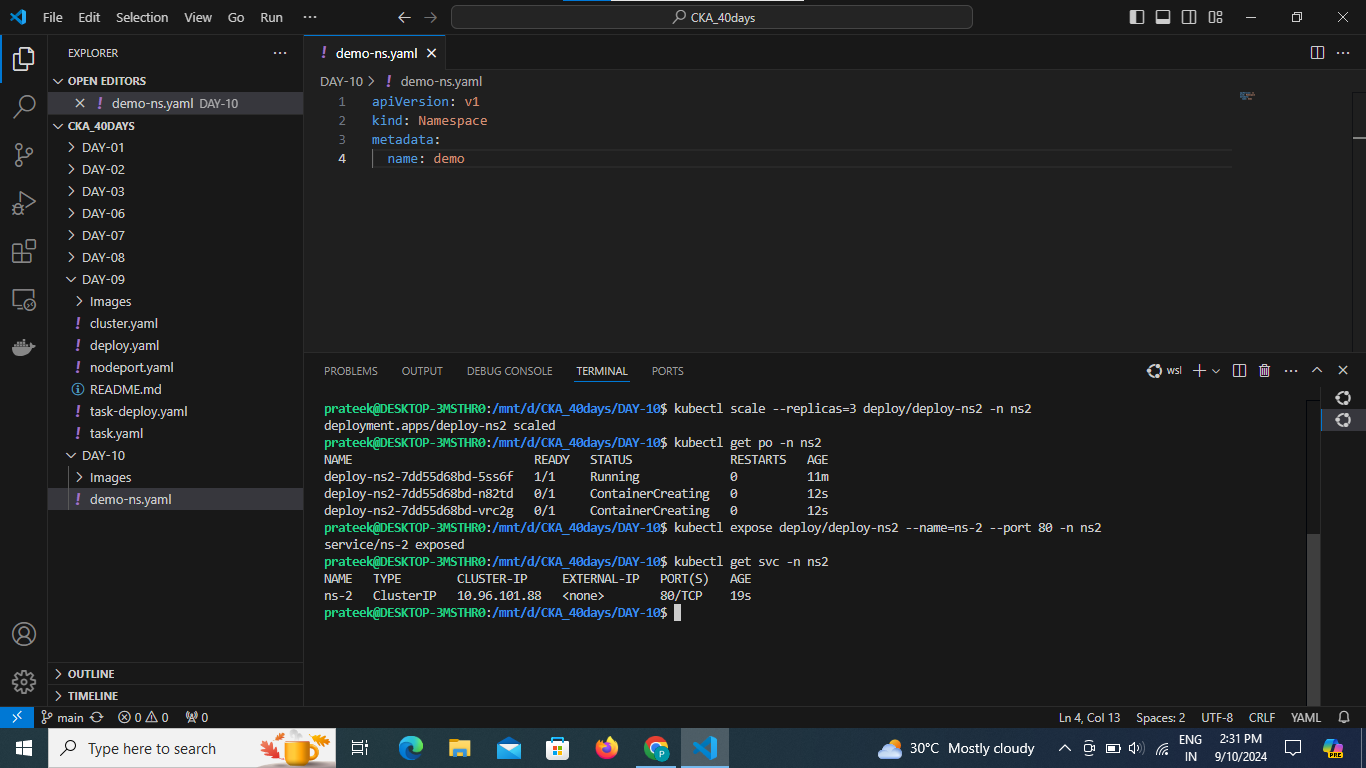 File Edit Selection View Go Run ···
CKA_40days
EXPLORER
OPEN EDITORS
demo-ns.yaml DAY-10
CKA_40DAYS
DAY-01
DAY-02
DAY-03
DAY-06
DAY-07
DAY-08
DAY-09
Images
! cluster.yaml
! deploy.yaml
! nodeport.yaml
README.md
! task-deploy.yaml
! task.yaml
DAY-10
Images
! demo-ns.yaml
OUTLINE
TIMELINE
! demo-ns.yaml
DAY-10 > ! demo-ns.yaml
1 apiVersion: v1
2 kind: Namespace
3 metadata:
4 name: demo
PROBLEMS OUTPUT DEBUG CONSOLE TERMINAL PORTS
wsl
prateek@DESKTOP-3MSTHR0:/mnt/d/CKA_40days/DAY-10$ kubectl scale --replicas=3 deploy/deploy-ns2 -n ns2
deployment.apps/deploy-ns2 scaled
prateek@DESKTOP-3MSTHR0:/mnt/d/CKA_40days/DAY-10$ kubectl get po -n ns2
NAME READY STATUS RESTARTS AGE
deploy-ns2-7dd55d68bd-5ss6f 1/1 Running 0 11m
deploy-ns2-7dd55d68bd-n82td 0/1 ContainerCreating 0 12s
deploy-ns2-7dd55d68bd-vrc2g 0/1 ContainerCreating 0 12s
prateek@DESKTOP-3MSTHR0:/mnt/d/CKA_40days/DAY-10$ kubectl expose deploy/deploy-ns2 --name=ns-2 --port 80 -n ns2
service/ns-2 exposed
prateek@DESKTOP-3MSTHR0:/mnt/d/CKA_40days/DAY-10$ kubectl get svc -n ns2
NAME TYPE CLUSTER-IP EXTERNAL-IP PORT(S) AGE
ns-2 ClusterIP 10.96.101.88 <none> 80/TCP 19s
prateek@DESKTOP-3MSTHR0:/mnt/d/CKA_40days/DAY-10$
main 0 0 0 Ln 4, Col 13 Spaces: 2 UTF-8 CRLF YAML
Type here to search
30°C Mostly cloudy
ENG
IN
2:31 PM
9/10/2024
PRE